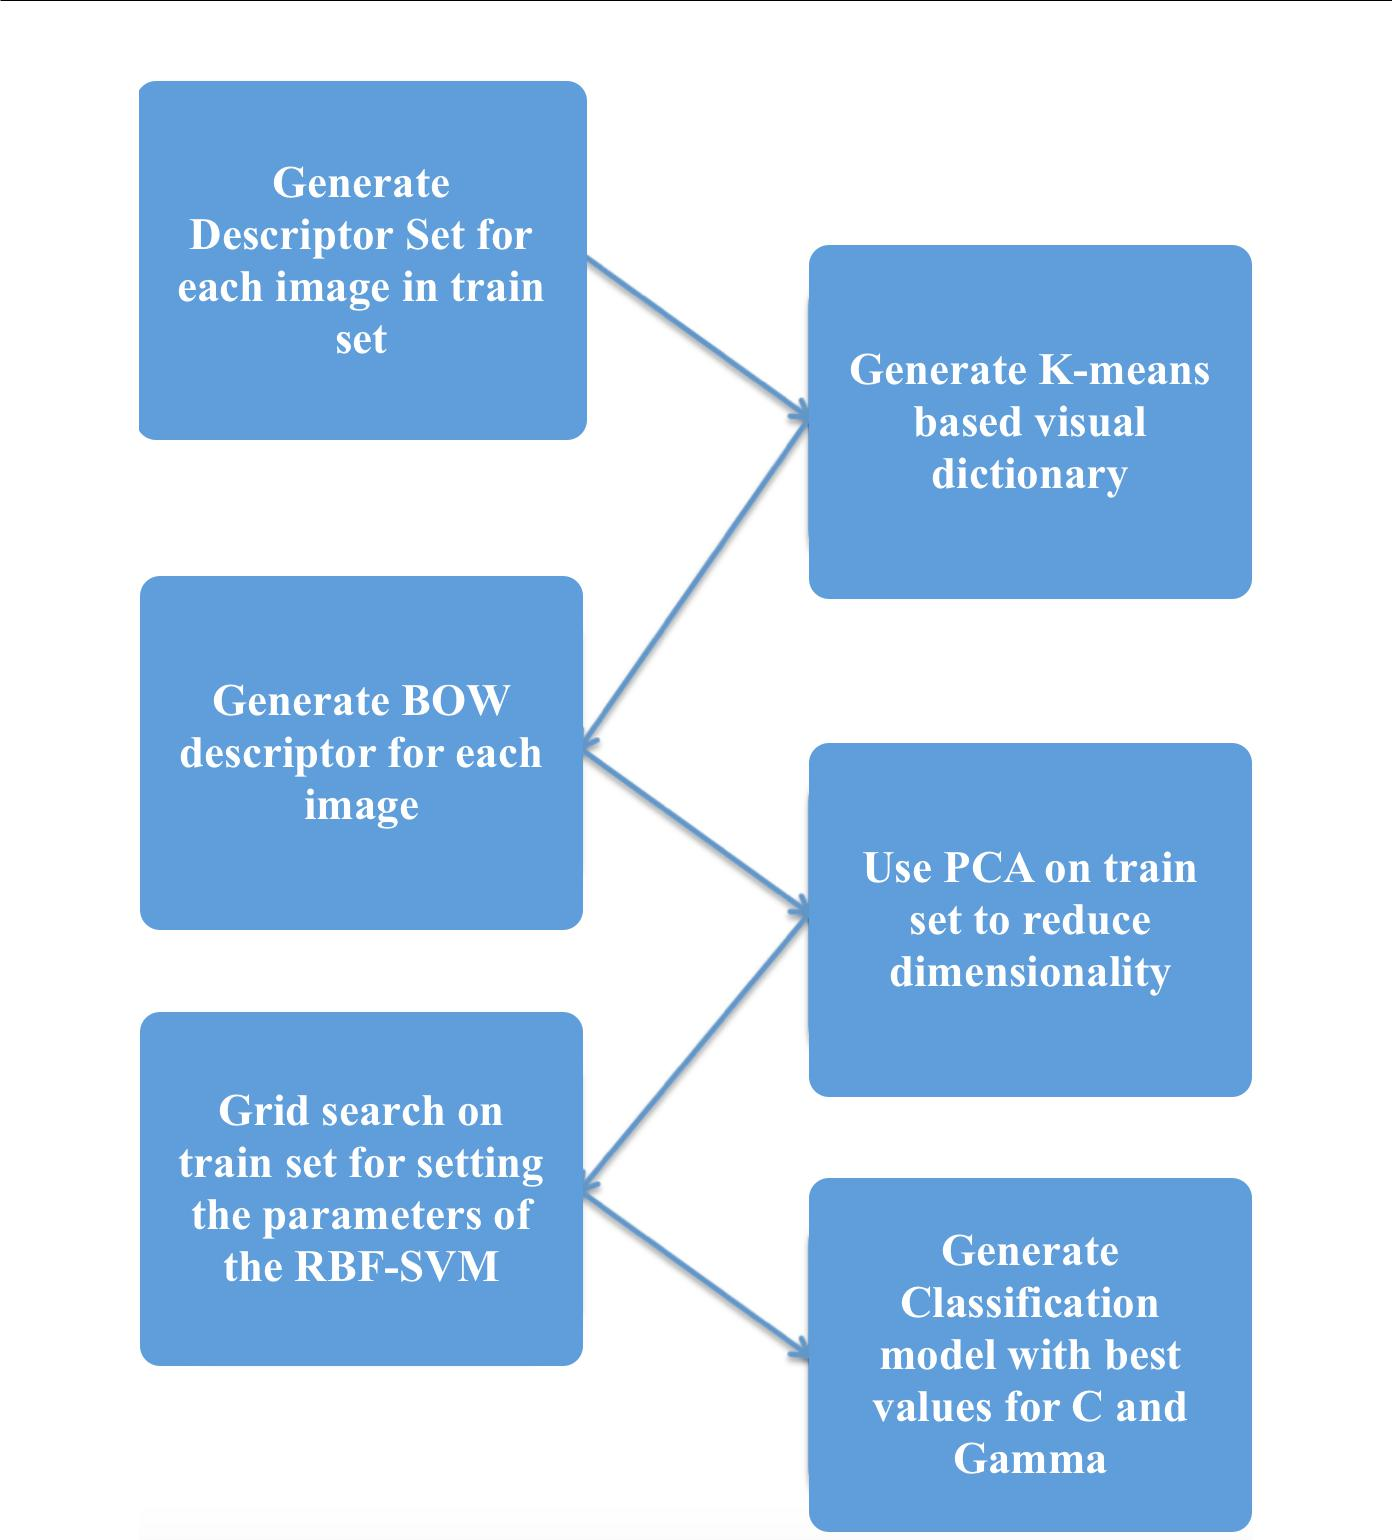 Generate
Descriptor Set for
each image in train
set
Generate K-means
based visual
dictionary
Generate BOW
descriptor for each
image
Use PCA on train
set to reduce
dimensionality
Grid search on
train set for setting
the parameters of
the RBF-SVM
Generate
Classification
model with best
values for C and
Gamma